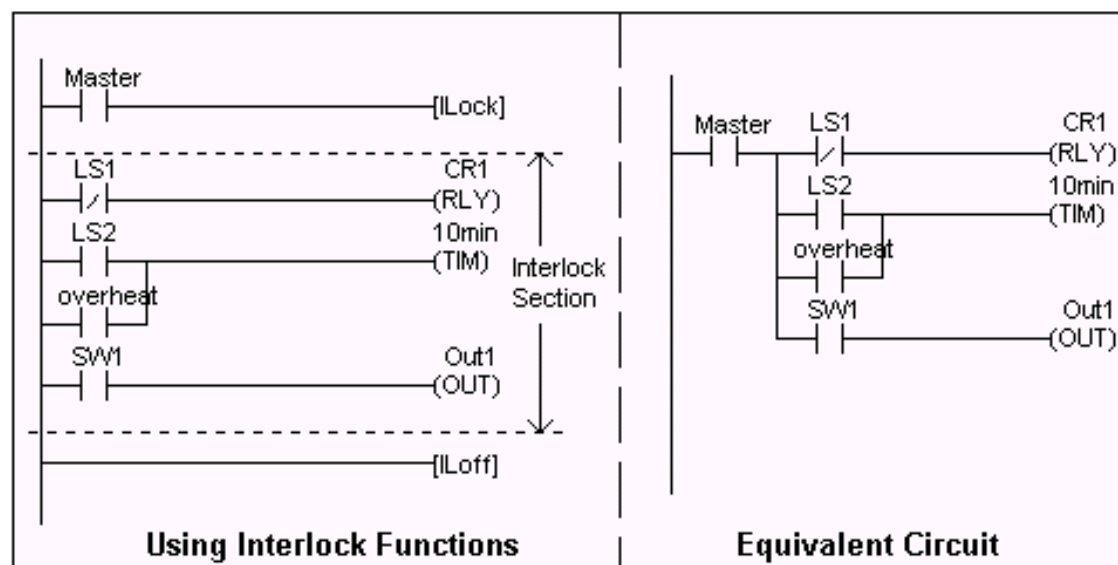 Master
[ILock]
LS1
CR1
(RLY)
LS2
10min
(TIM)
overheat
SW1
Out1
(OUT)
Interlock
Section
[ILoff]
Using Interlock Functions
Master
LS1
CR1
(RLY)
LS2
10min
(TIM)
overheat
SW1
Out1
(OUT)
Equivalent Circuit